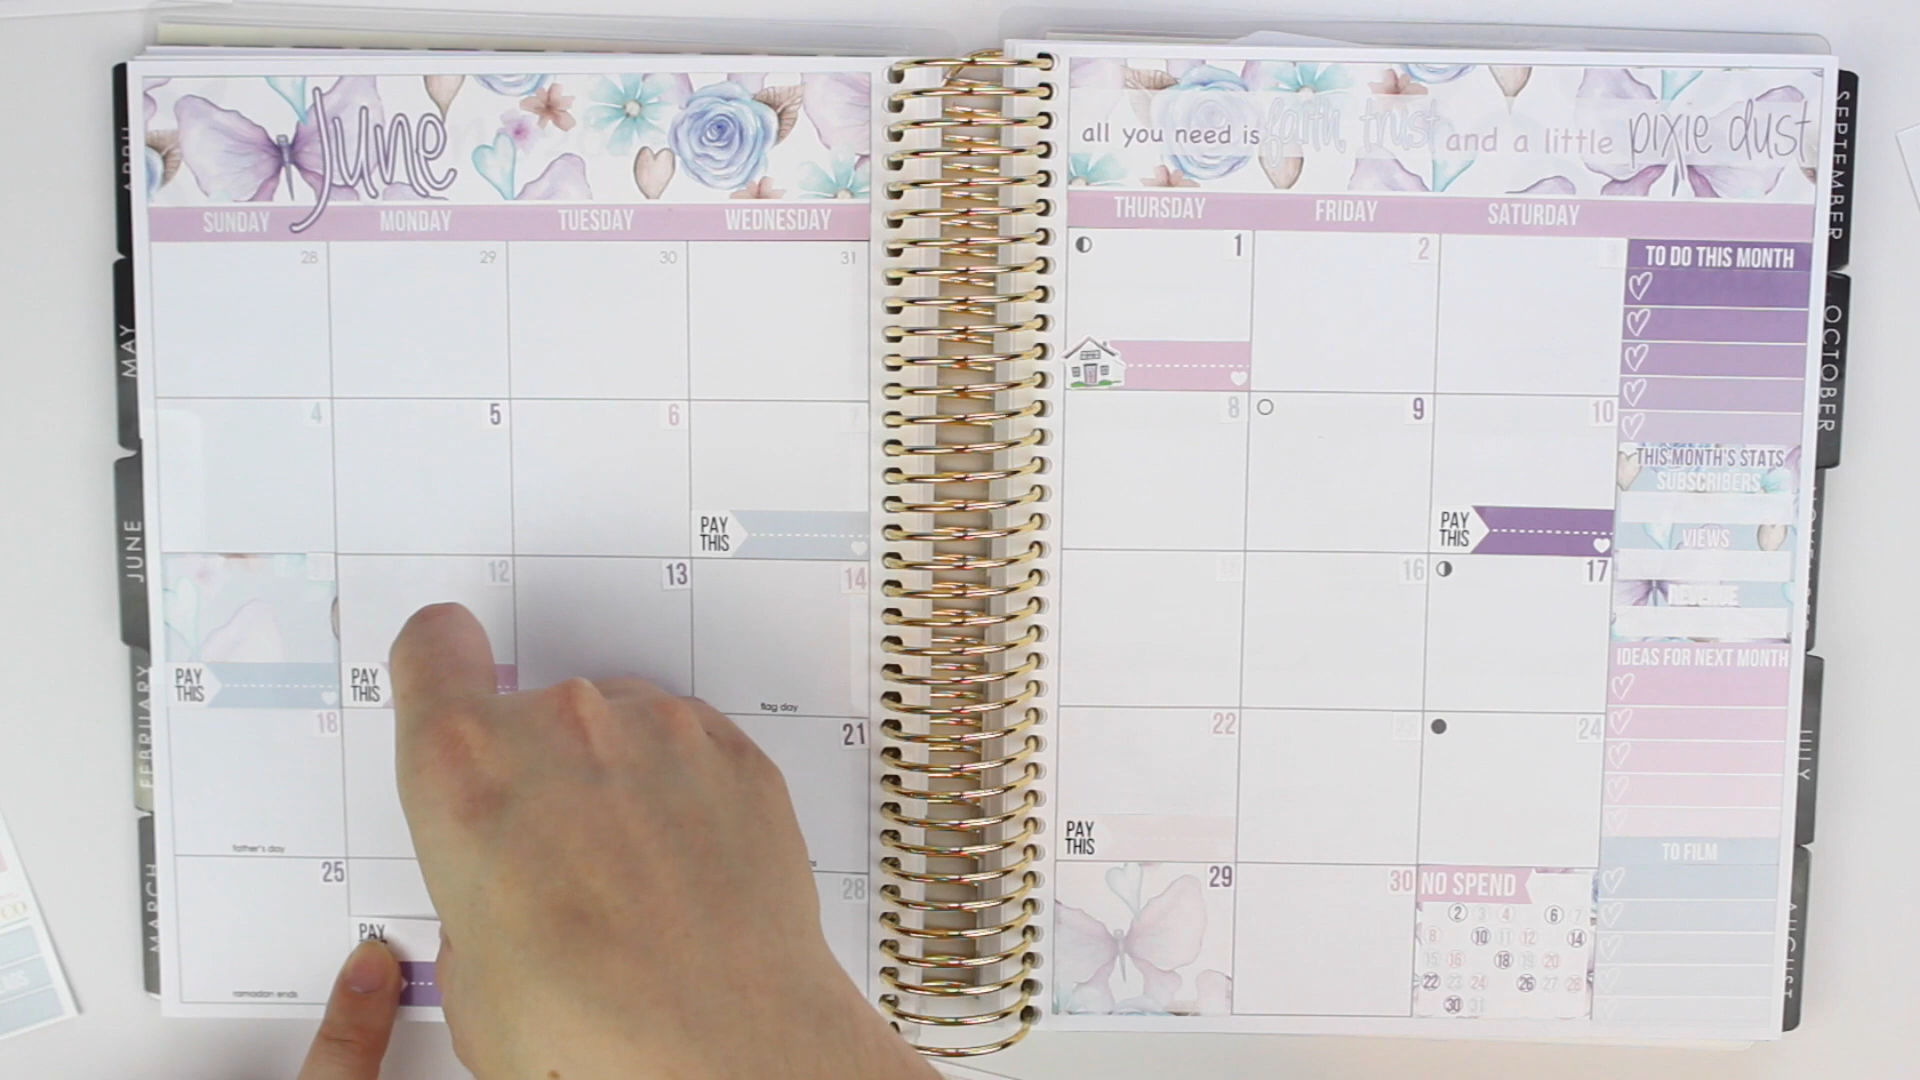 June
all you need is faith trust and a little pixie dust
SUNDAY MONDAY TUESDAY WEDNESDAY
THURSDAY FRIDAY SATURDAY
28 29 30 31
1 2 3
4 5 6 7
PAY THIS
8 9 10
PAY THIS
12 13 14
PAY THIS
PAY THIS
flag day
16 17
18
father's day
21
22 23 24
PAY THIS
25
ramadan ends
28
PAY
29 30
NO SPEND
2 3 4 6 7
8 10 11 12 14
15 16 18 19 20
22 23 24 26 27 28
30 31
TO DO THIS MONTH
THIS MONTH'S STATS
SUBSCRIBERS
VIEWS
REVENUE
IDEAS FOR NEXT MONTH
TO FILM
APRIL
MAY
JUNE
FEBRUARY
MARCH
SEPTEMBER
OCTOBER
JULY
AUGUST